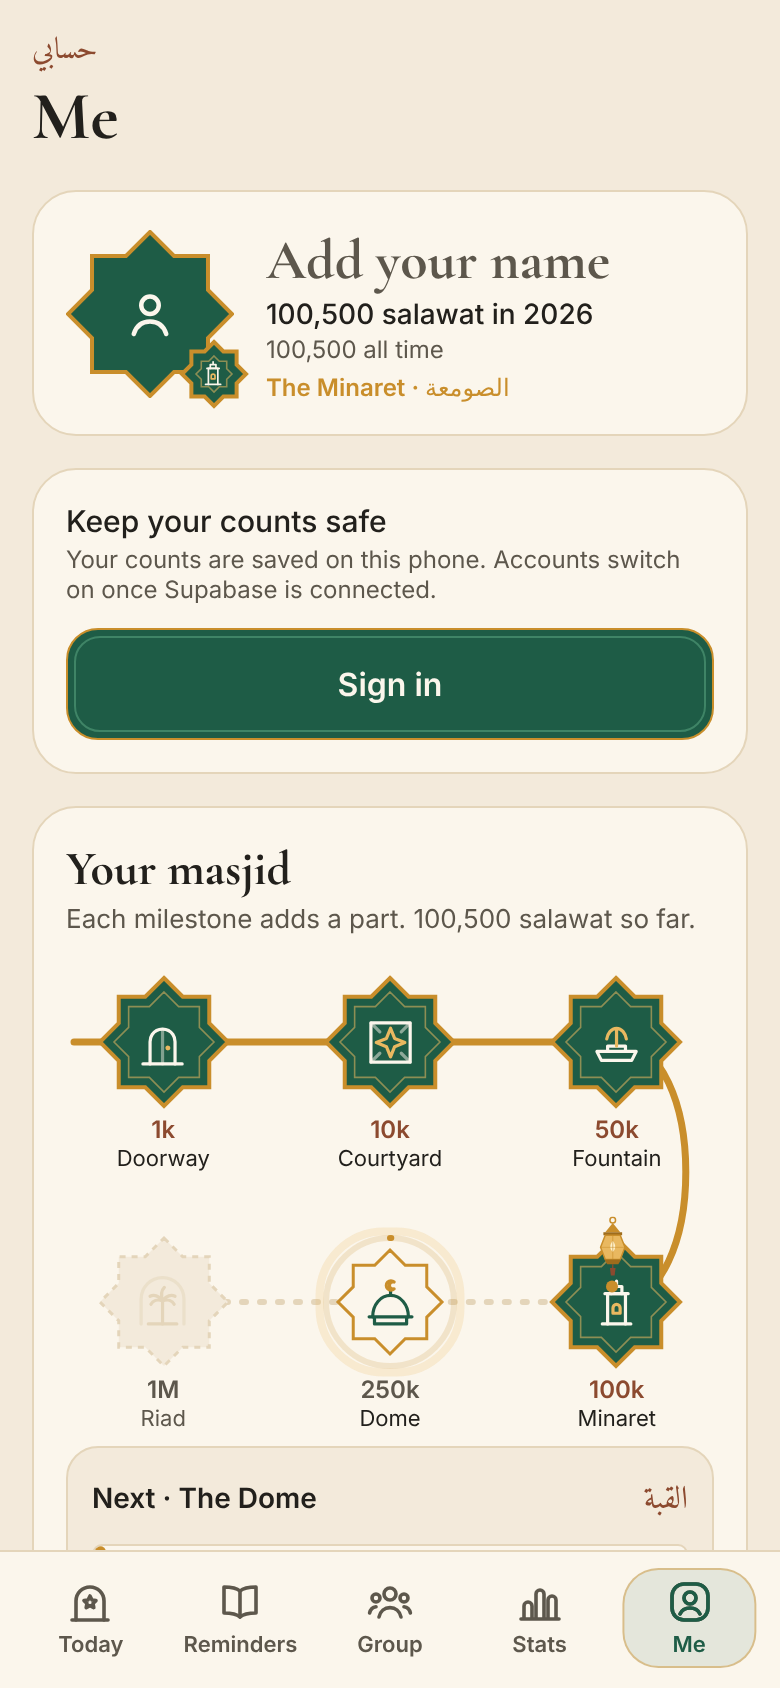 حسابي
Me
Add your name
100,500 salawat in 2026
100,500 all time
The Minaret · الصومعة
Keep your counts safe
Your counts are saved on this phone. Accounts switch
on once Supabase is connected.
Sign in
Your masjid
Each milestone adds a part. 100,500 salawat so far.
1k
Doorway
10k
Courtyard
50k
Fountain
1M
Riad
250k
Dome
100k
Minaret
Next · The Dome
القبة
Today
Reminders
Group
Stats
Me